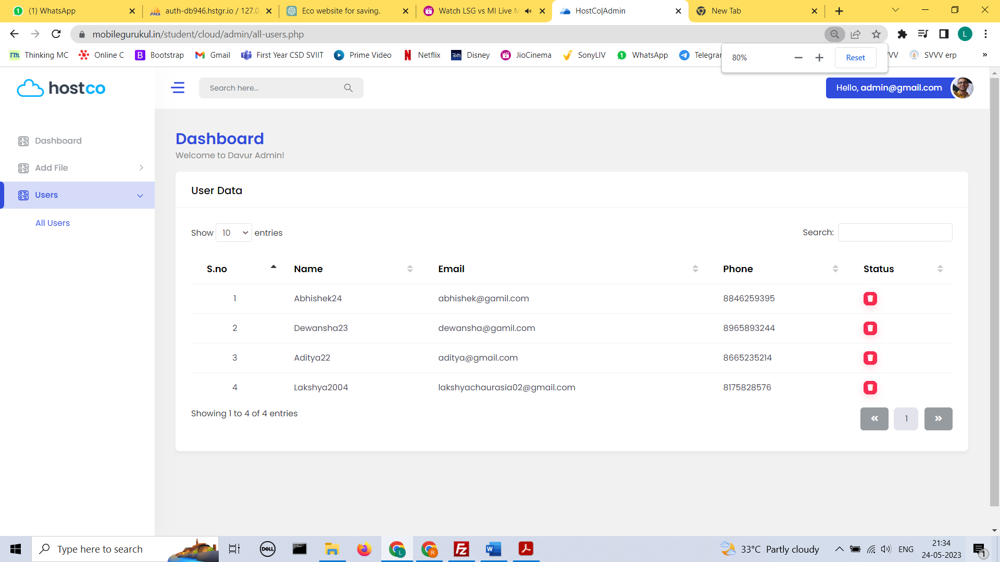 (1) WhatsApp
auth-db946.hstgr.io / 127.0
Eco website for saving.
Watch LSG vs MI Live M
HostCo|Admin
New Tab
mobilegurukul.in/student/cloud/admin/all-users.php
L
Thinking MC
Online C
Bootstrap
Gmail
First Year CSD SVIIT
Prime Video
Netflix
Disney
JioCinema
SonyLIV
WhatsApp
Telegram
VV
SVVV erp
»
80%
Reset
hostco
Search here...
Hello, admin@gmail.com
Dashboard
Add File
Users
All Users
Dashboard
Welcome to Davur Admin!
User Data
Show 10 entries
Search:
S.no Name Email Phone Status
1 Abhishek24 abhishek@gamil.com 8846259395
2 Dewansha23 dewansha@gamil.com 8965893244
3 Aditya22 aditya@gmail.com 8665235214
4 Lakshya2004 lakshyachaurasia02@gmail.com 8175828576
Showing 1 to 4 of 4 entries
« 1 »
Type here to search
33°C Partly cloudy
ENG
21:34
24-05-2023
1